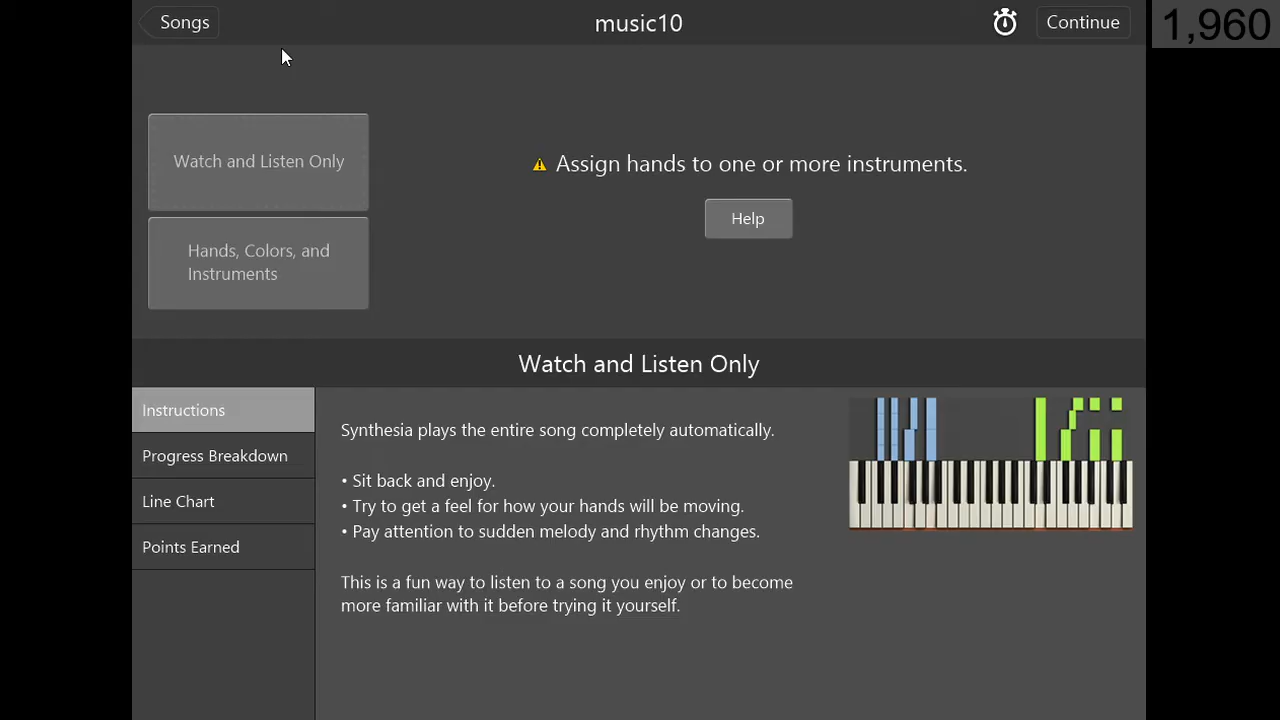 Songs
music10
Continue
1,960
Watch and Listen Only
Assign hands to one or more instruments.
Help
Hands, Colors, and
Instruments
Watch and Listen Only
Instructions
Progress Breakdown
Line Chart
Points Earned
Synthesia plays the entire song completely automatically.
• Sit back and enjoy.
• Try to get a feel for how your hands will be moving.
• Pay attention to sudden melody and rhythm changes.
This is a fun way to listen to a song you enjoy or to become
more familiar with it before trying it yourself.